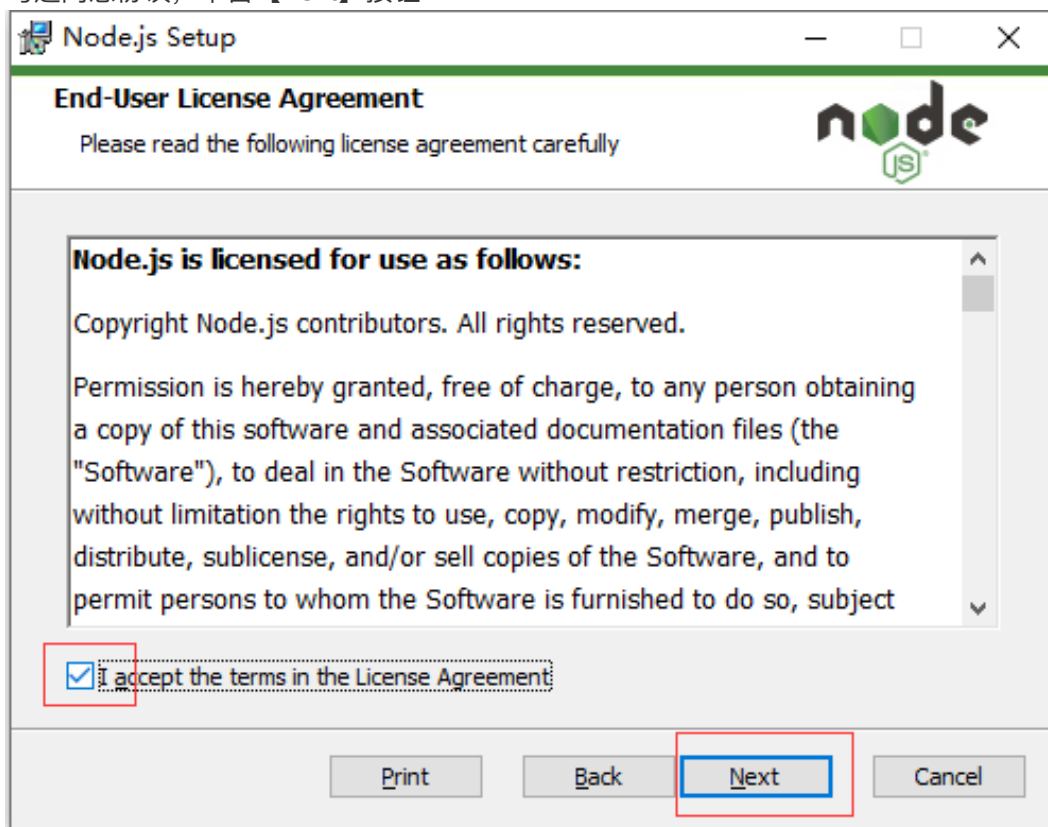 Node.js Setup
End-User License Agreement
Please read the following license agreement carefully
node
JS
Node.js is licensed for use as follows:
Copyright Node.js contributors. All rights reserved.
Permission is hereby granted, free of charge, to any person obtaining
a copy of this software and associated documentation files (the
"Software"), to deal in the Software without restriction, including
without limitation the rights to use, copy, modify, merge, publish,
distribute, sublicense, and/or sell copies of the Software, and to
permit persons to whom the Software is furnished to do so, subject
I accept the terms in the License Agreement
Print Back Next Cancel